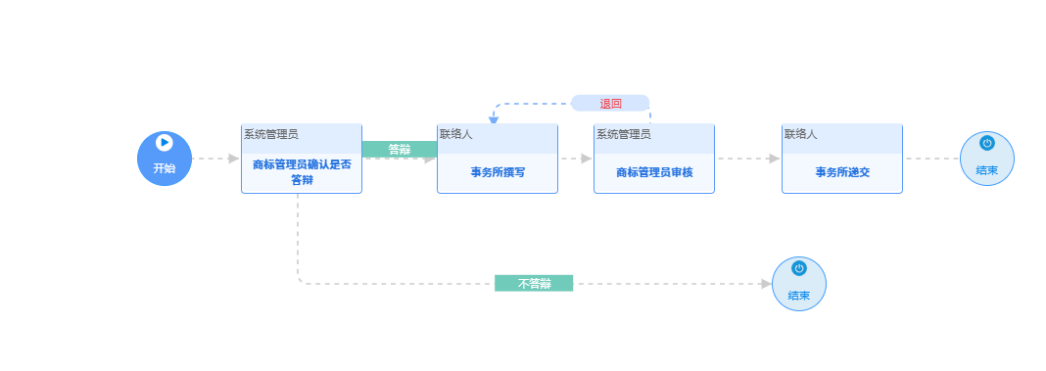 退回
系统管理员
联络人
系统管理员
联络人
开始
商标管理员确认是否
答辩
答辩
事务所撰写
商标管理员审核
事务所递交
结束
不答辩
结束